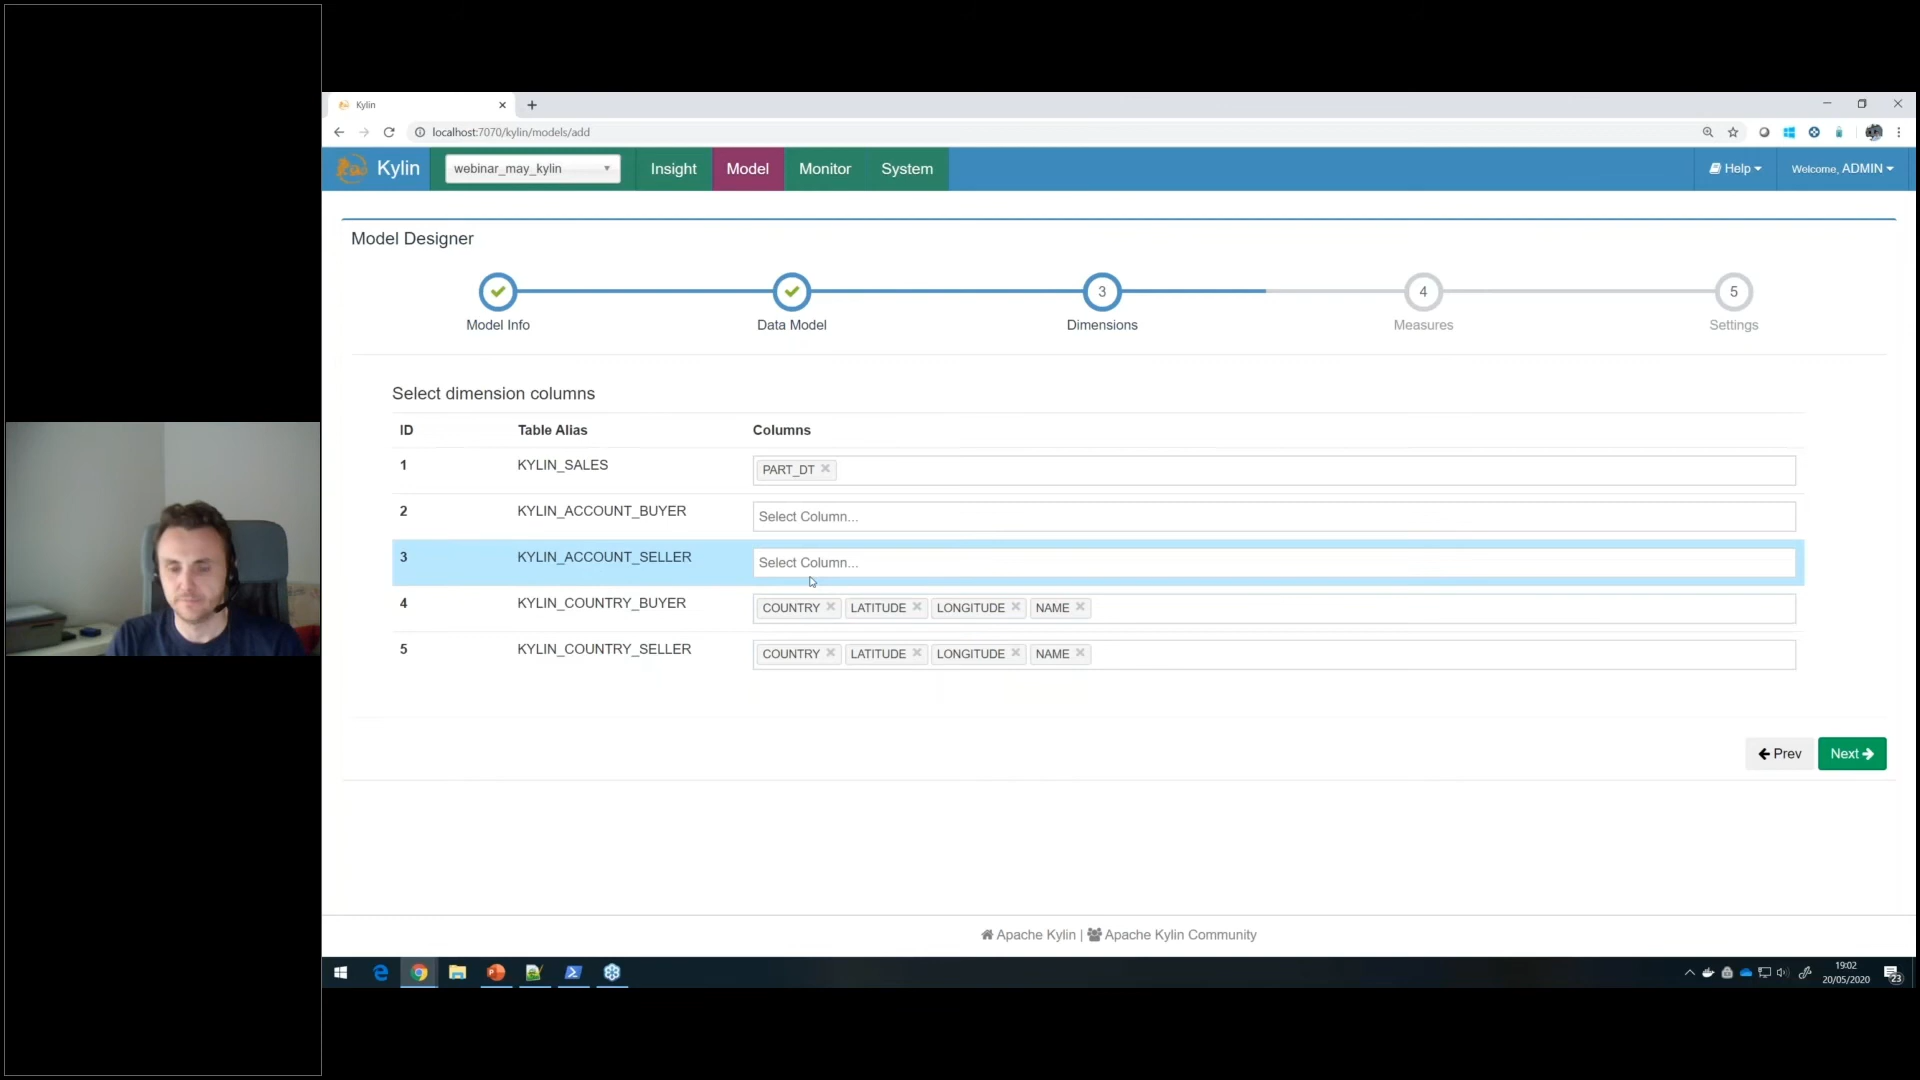 Kylin
localhost:7070/kylin/models/add
Kylin
webinar_may_kylin
Insight
Model
Monitor
System
Help
Welcome, ADMIN
Model Designer
3
4
5
Model Info
Data Model
Dimensions
Measures
Settings
Select dimension columns
ID Table Alias Columns
1 KYLIN_SALES PART_DT
2 KYLIN_ACCOUNT_BUYER Select Column...
3 KYLIN_ACCOUNT_SELLER Select Column...
4 KYLIN_COUNTRY_BUYER COUNTRY LATITUDE LONGITUDE NAME
5 KYLIN_COUNTRY_SELLER COUNTRY LATITUDE LONGITUDE NAME
Prev
Next
Apache Kylin | Apache Kylin Community
19:02
20/05/2020
23